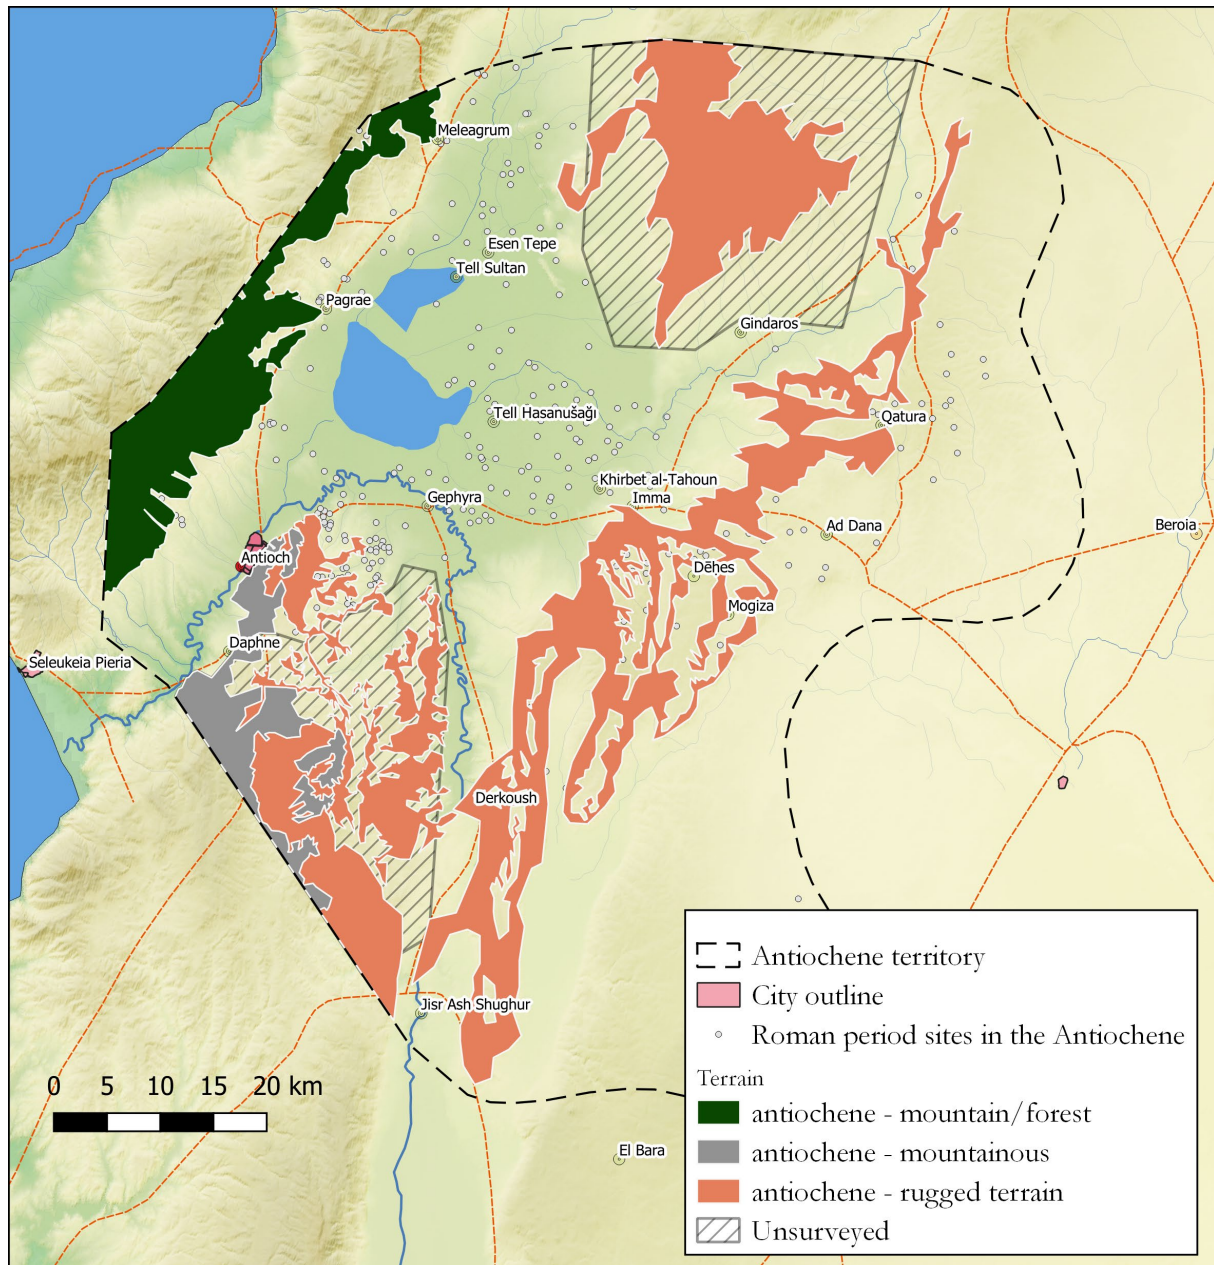 Meleagrum
Esen Tepe
Tell Sultan
Pagrae
Gindaros
Tell Hasanušağı
Qatura
Khirbet al-Tahoun
Gephyra
Imma
Ad Dana
Beroia
Antioch
Dēḥes
Mogiza
Daphne
Seleukeia Pieria
Derkoush
Jisr Ash Shughur
El Bara
0 5 10 15 20 km
Antiochene territory
City outline
Roman period sites in the Antiochene
Terrain
antiochene - mountain/forest
antiochene - mountainous
antiochene - rugged terrain
Unsurveyed